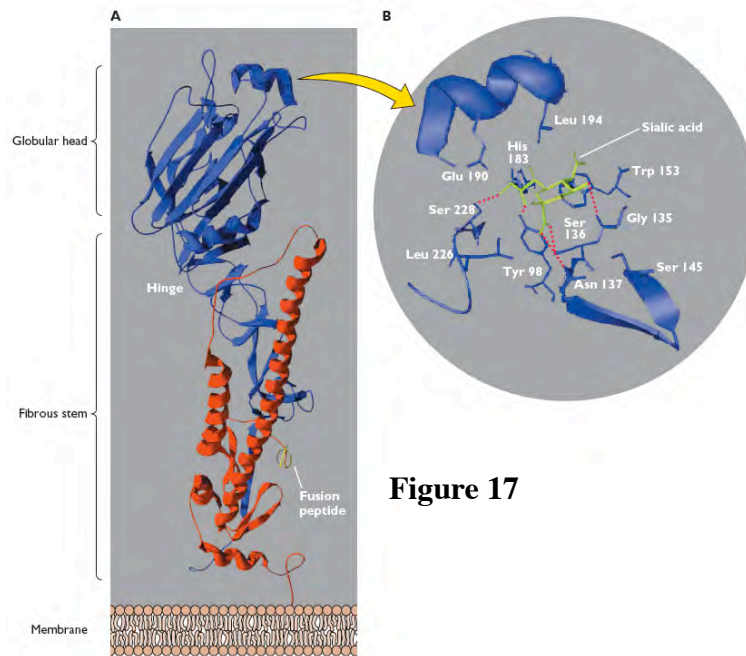 A
Globular head
Hinge
Fibrous stem
Fusion
peptide
Membrane
B
Leu 194
Sialic acid
His
183
Glu 190
Trp 153
Ser 228
Ser
136
Gly 135
Leu 226
Tyr 98
Asn 137
Ser 145
Figure 17